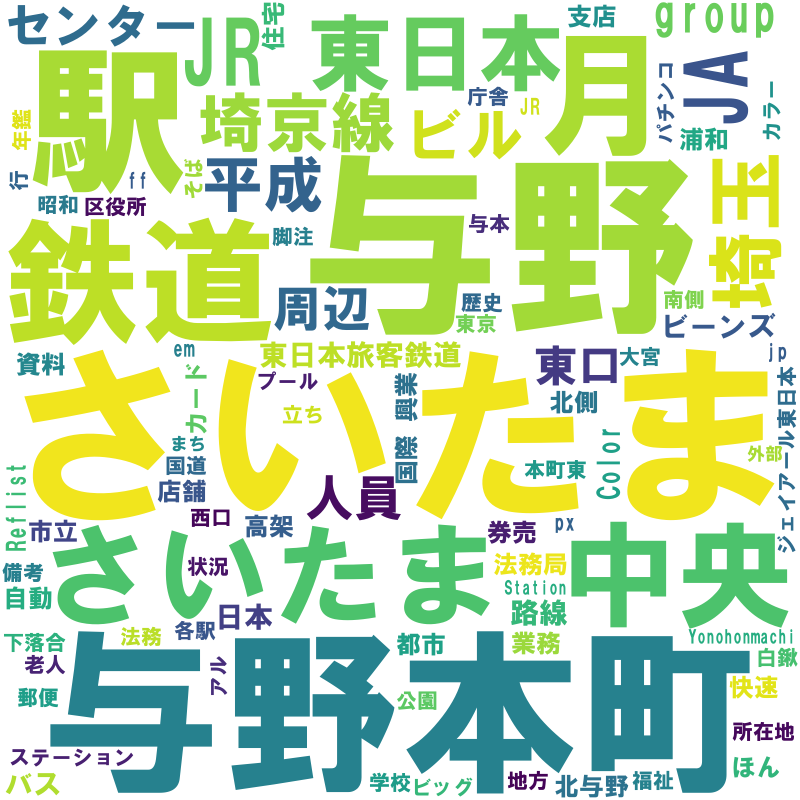 センター
JR
住宅
東日本
支店
group
駅
埼京線
ビル
庁舎
JR
月
パチンコ
JA
浦和
カラー
年鑑
行
ff
そば
平成
昭和
区役所
与野
与本
埼玉
鉄道
脚注
周辺
歴史
東京
南側
ビーンズ
資料
em
東日本旅客鉄道
東口
大宮
jp
カード
プール
興業
北側
ジェイアール東日本
さいたま
立ち
まち
国道
国際
本町東
Color
外部
店舗
人員
Reflist
西口
市立
高架
券売
px
備考
状況
法務局
自動
さいたま
Station
中央
日本
路線
Yonohonmachi
下落合
法務
各駅
都市
業務
白鍬
老人
アル
与野本町
快速
郵便
公園
所在地
ステーション
バス
学校
ビッグ
地方
北与野
福祉
ほん